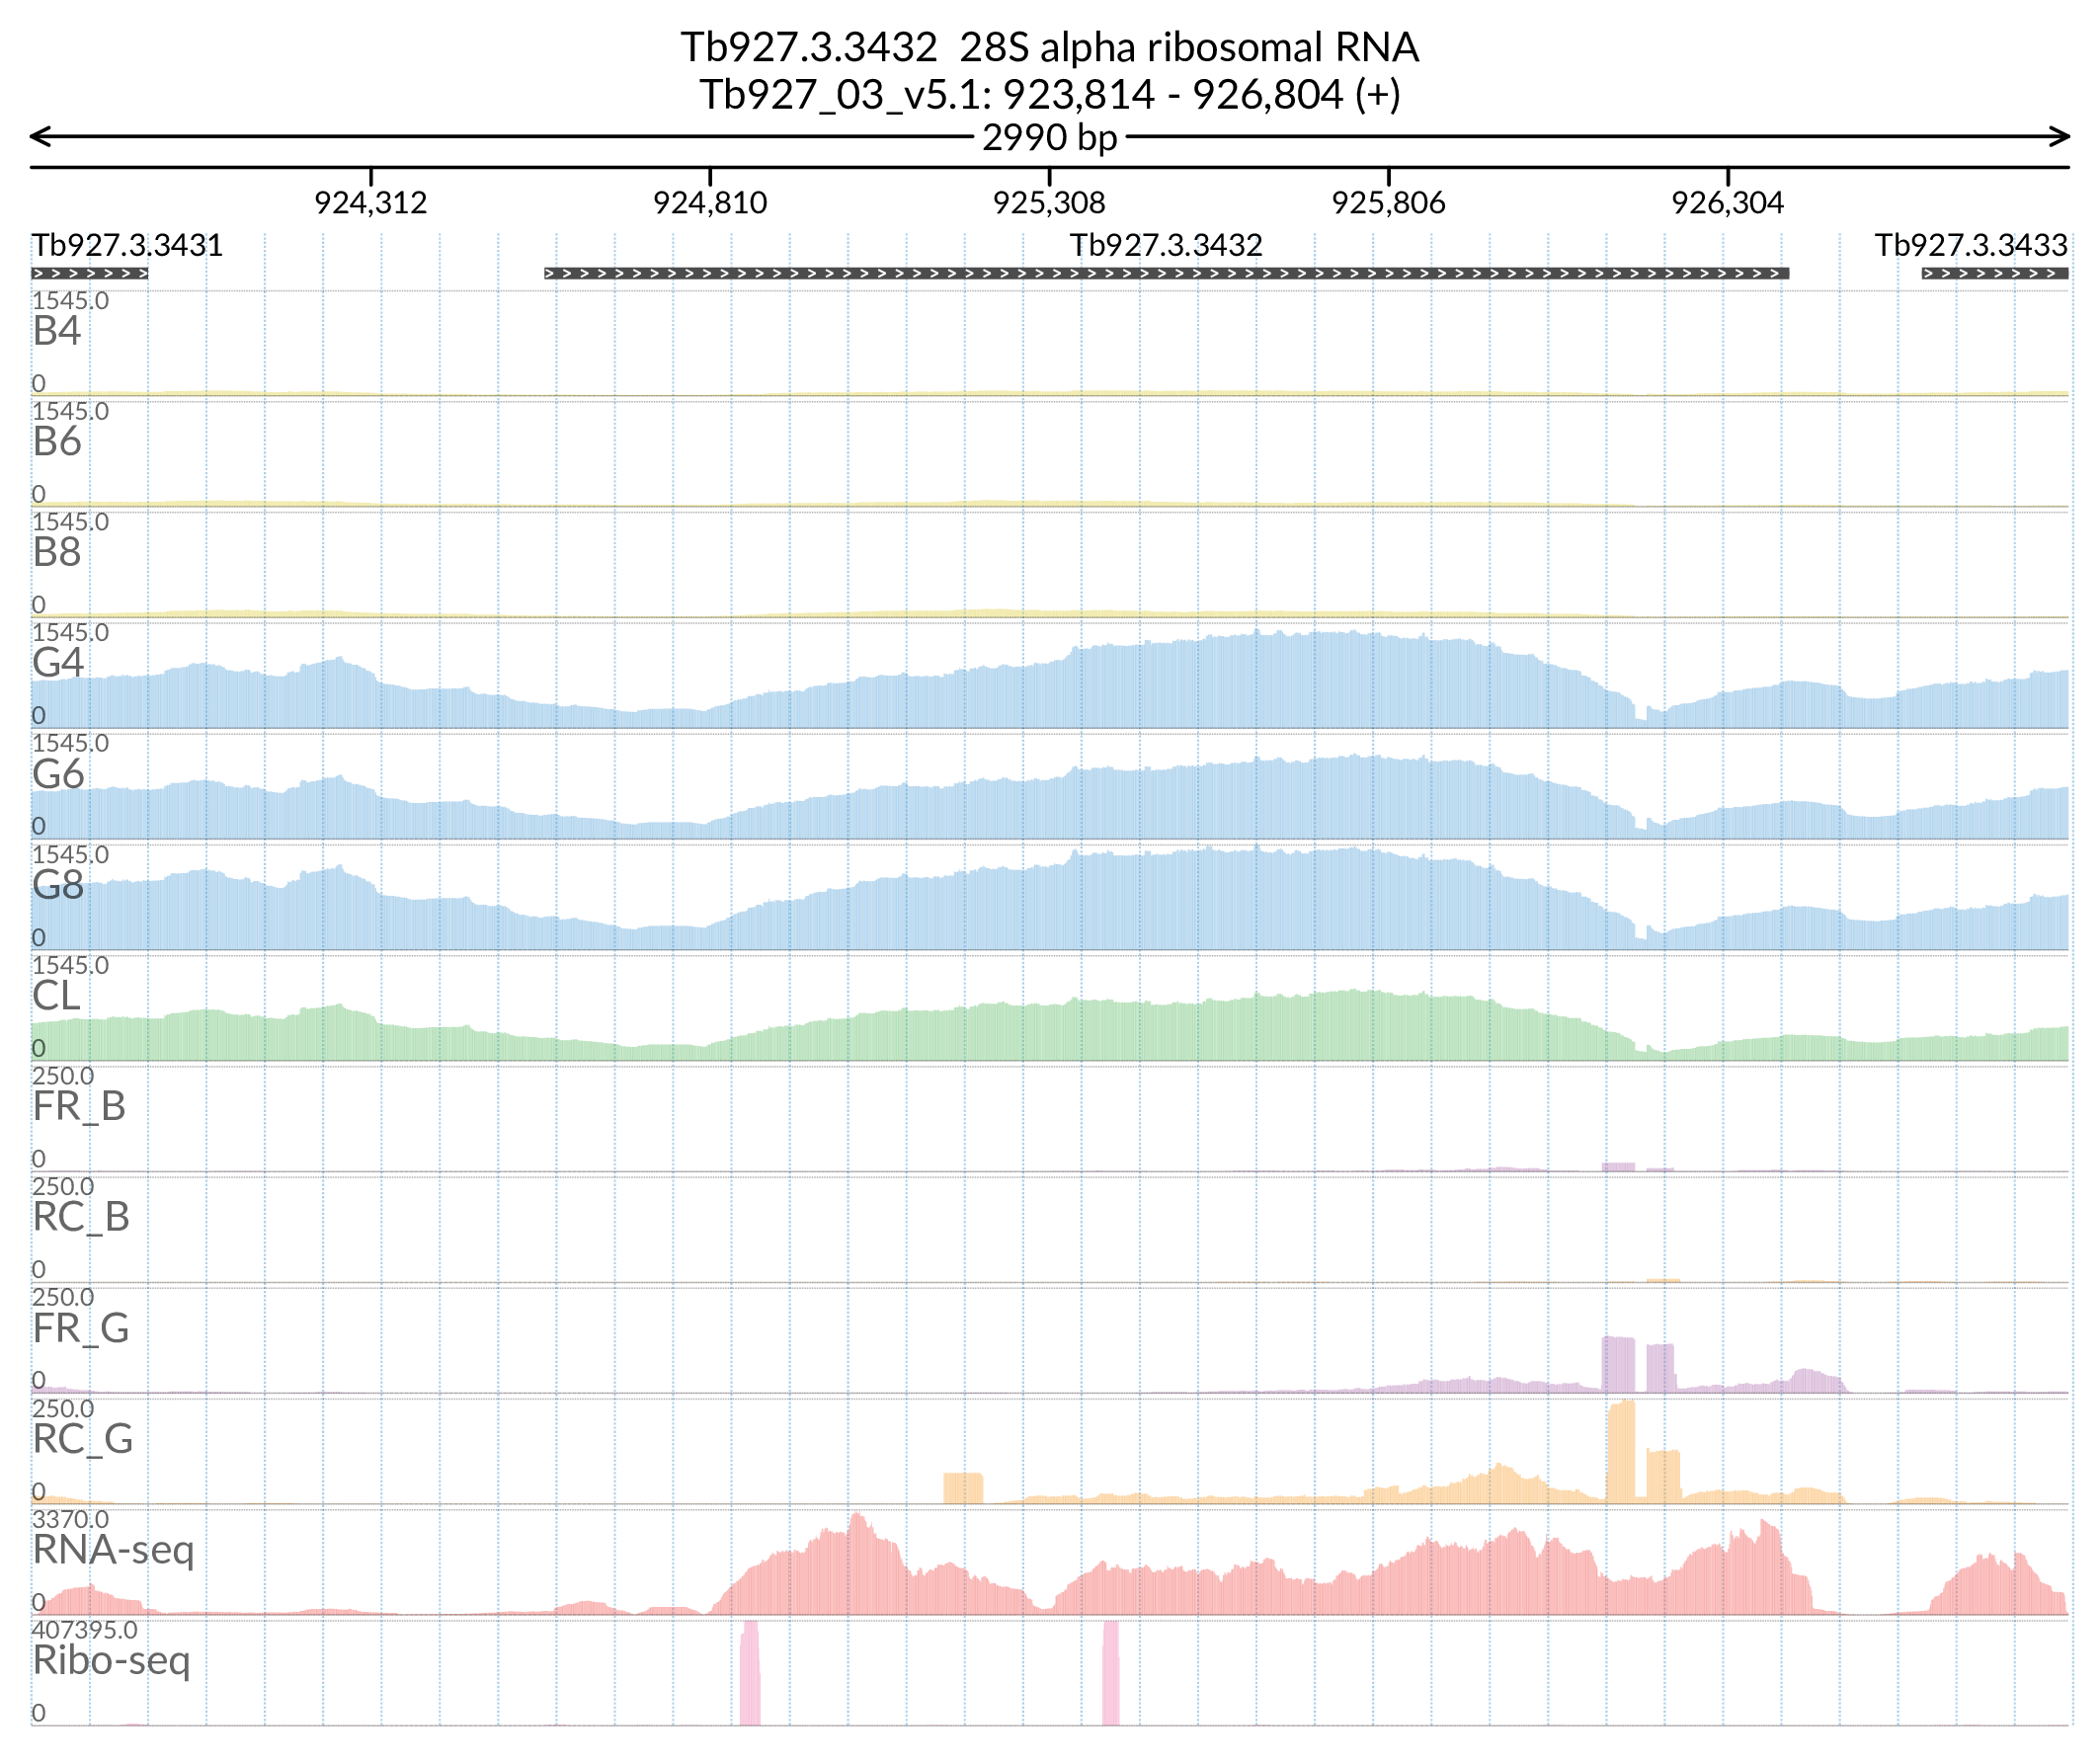 Tb927.3.3432  28S alpha ribosomal RNA
Tb927_03_v5.1: 923,814 - 926,804 (+)
2990 bp
924,312 924,810 925,308 925,806 926,304
Tb927.3.3431 Tb927.3.3432 Tb927.3.3433
1545.0
B4
0
1545.0
B6
0
1545.0
B8
0
1545.0
G4
0
1545.0
G6
0
1545.0
G8
0
1545.0
CL
0
250.0
FR_B
0
250.0
RC_B
0
250.0
FR_G
0
250.0
RC_G
0
3370.0
RNA-seq
0
407395.0
Ribo-seq
0